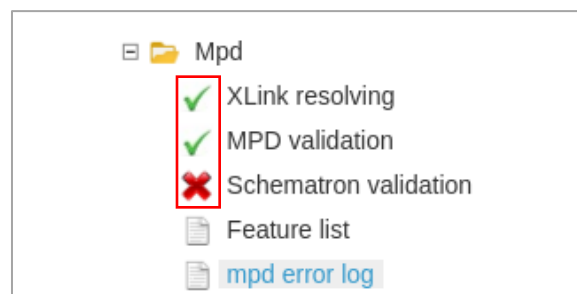 Mpd
XLink resolving
MPD validation
Schematron validation
Feature list
mpd error log